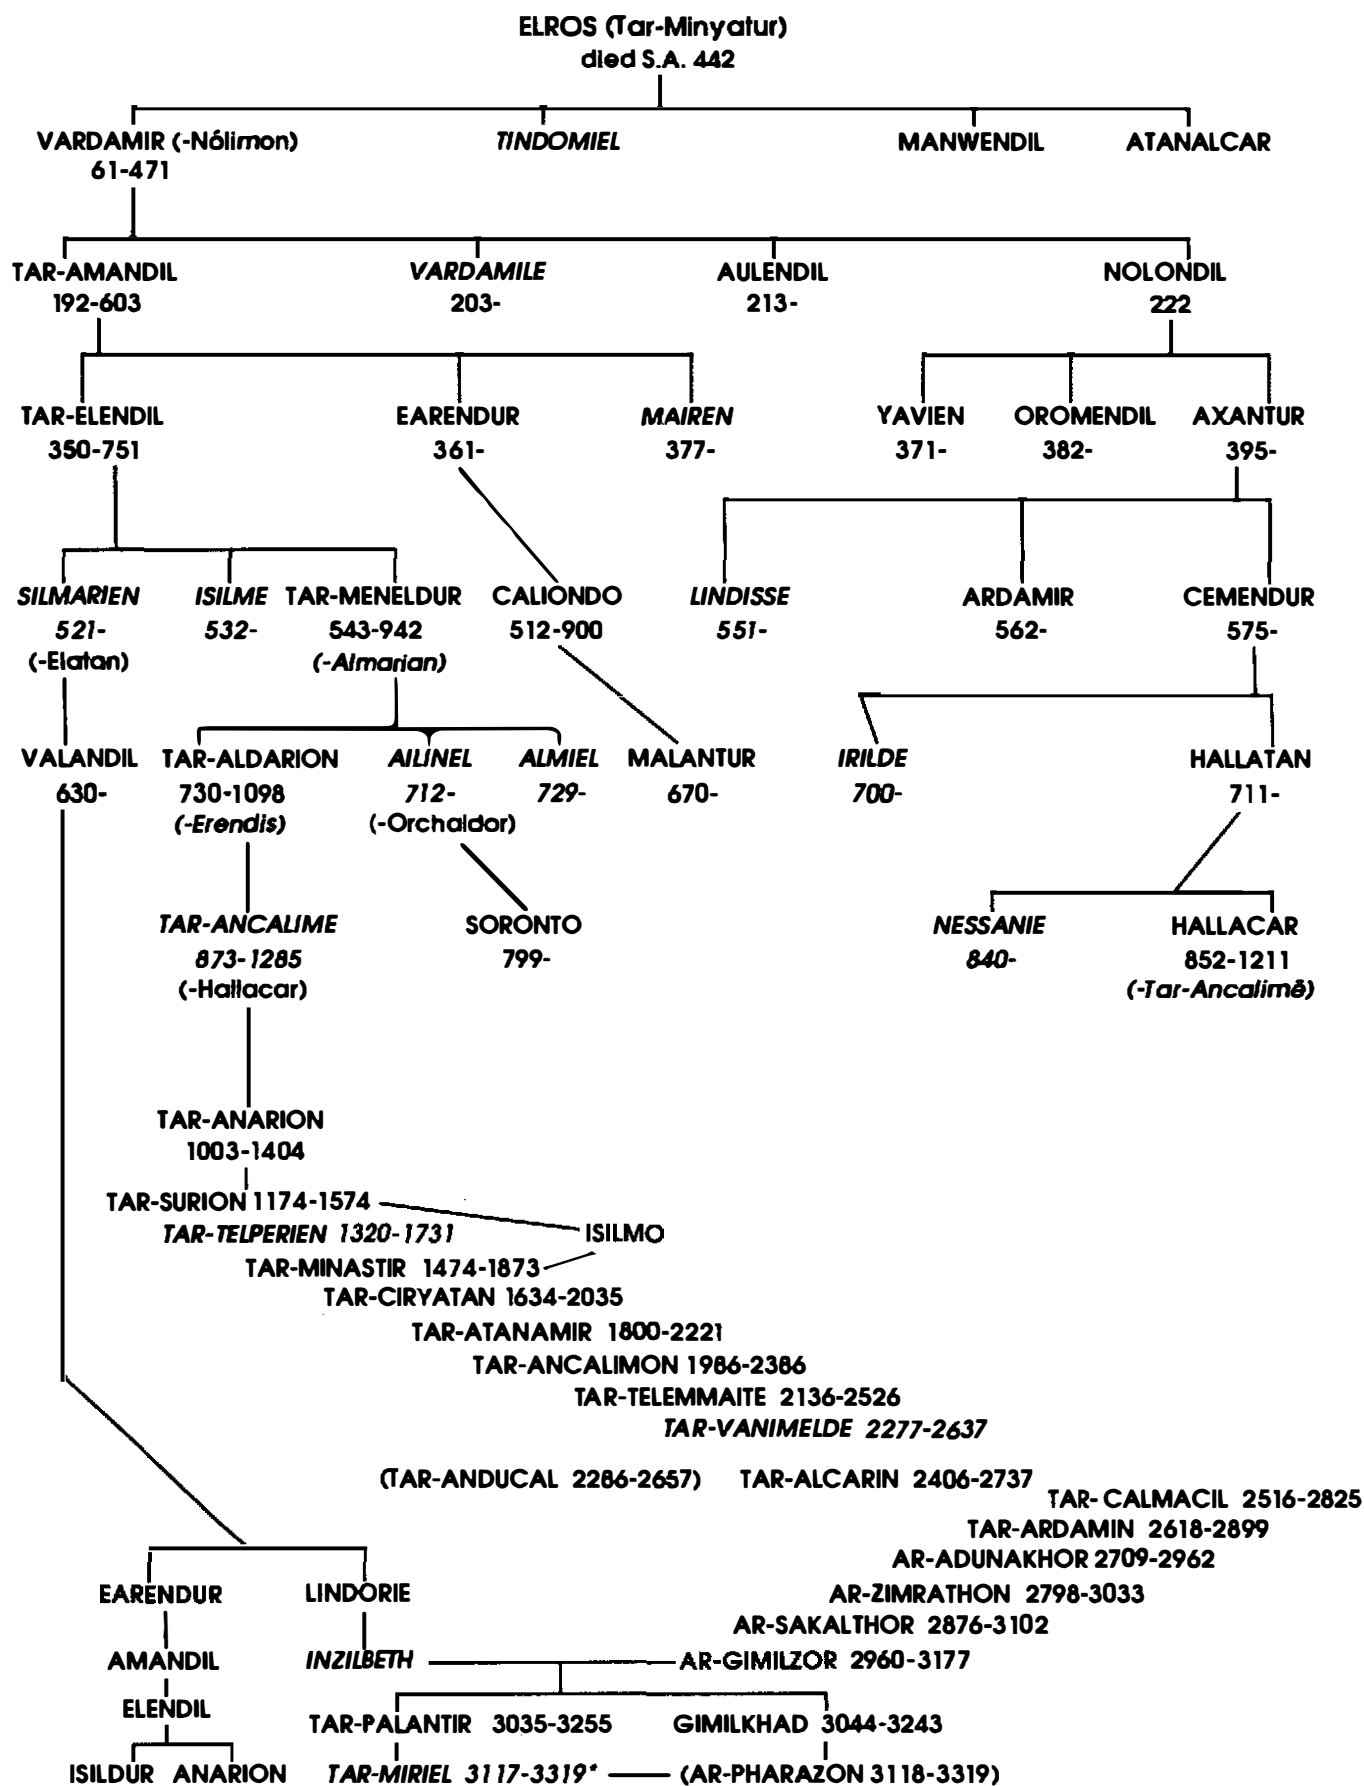 ELROS (Tar-Minyatur)
died S.A. 442
VARDAMIR (-Nólimon) TINDOMIEL MANWENDIL ATANALCAR
61-471
TAR-AMANDIL VARDAMILE AULENDIL NOLONDIL
192-603 203- 213- 222
TAR-ELENDIL EARENDUR MAIREN YAVIEN OROMENDIL AXANTUR
350-751 361- 377- 371- 382- 395-
SILMARIEN ISILME TAR-MENELDUR CALIONDO LINDISSE ARDAMIR CEMENDUR
521- 532- 543-942 512-900 551- 562- 575-
(-Elatan) (-Almarian)
VALANDIL TAR-ALDARION AILINEL ALMIEL MALANTUR IRILDE HALLATAN
630- 730-1098 712- 729- 670- 700- 711-
(-Erendis) (-Orchaldor)
TAR-ANCALIME SORONTO NESSANIE HALLACAR
873-1285 799- 840- 852-1211
(-Hallacar) (-Tar-Ancalimë)
TAR-ANARION
1003-1404
TAR-SURION 1174-1574
TAR-TELPERIEN 1320-1731 ISILMO
TAR-MINASTIR 1474-1873
TAR-CIRYATAN 1634-2035
TAR-ATANAMIR 1800-2221
TAR-ANCALIMON 1986-2386
TAR-TELEMMAITE 2136-2526
TAR-VANIMELDE 2277-2637
(TAR-ANDUCAL 2286-2657) TAR-ALCARIN 2406-2737
TAR-CALMACIL 2516-2825
TAR-ARDAMIN 2618-2899
AR-ADUNAKHOR 2709-2962
EARENDUR LINDORIE AR-ZIMRATHON 2798-3033
AR-SAKALTHOR 2876-3102
AMANDIL INZILBETH AR-GIMILZOR 2960-3177
ELENDIL
TAR-PALANTIR 3035-3255 GIMILKHAD 3044-3243
ISILDUR ANARION TAR-MIRIEL 3117-3319* (AR-PHARAZON 3118-3319)